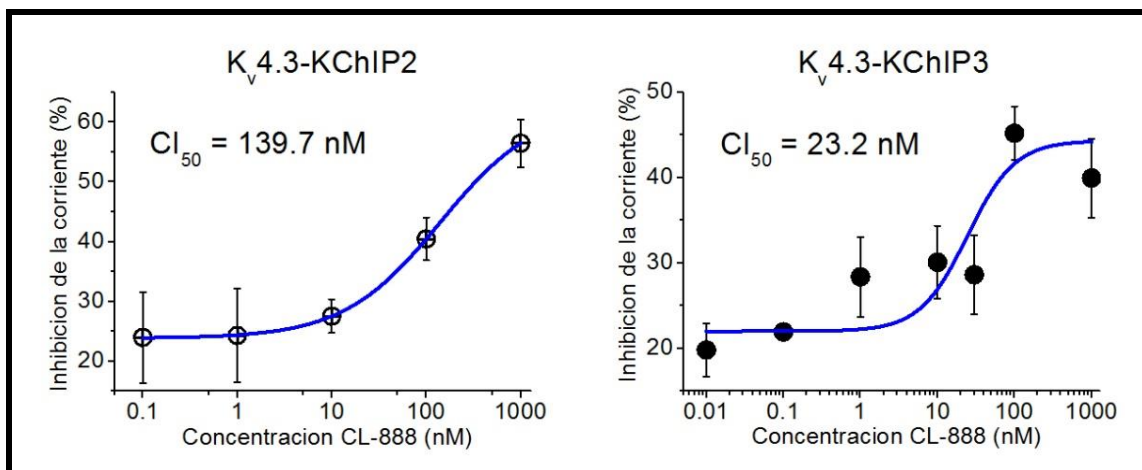 Kv4.3-KChIP2
CI50 = 139.7 nM
Inhibicion de la corriente (%)
60
50
40
30
20
0.1 1 10 100 1000
Concentracion CL-888 (nM)
Kv4.3-KChIP3
CI50 = 23.2 nM
Inhibicion de la corriente (%)
50
40
30
20
0.01 0.1 1 10 100 1000
Concentracion CL-888 (nM)